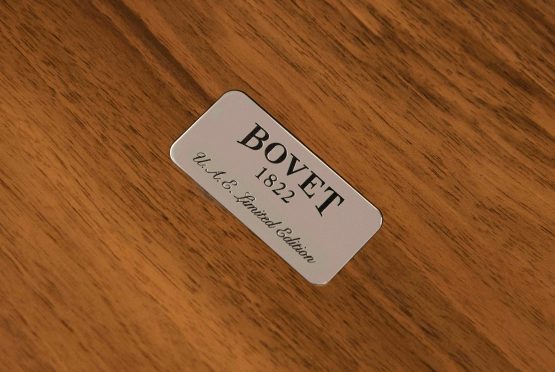 BOVET
1822
U.A.E. Limited Edition